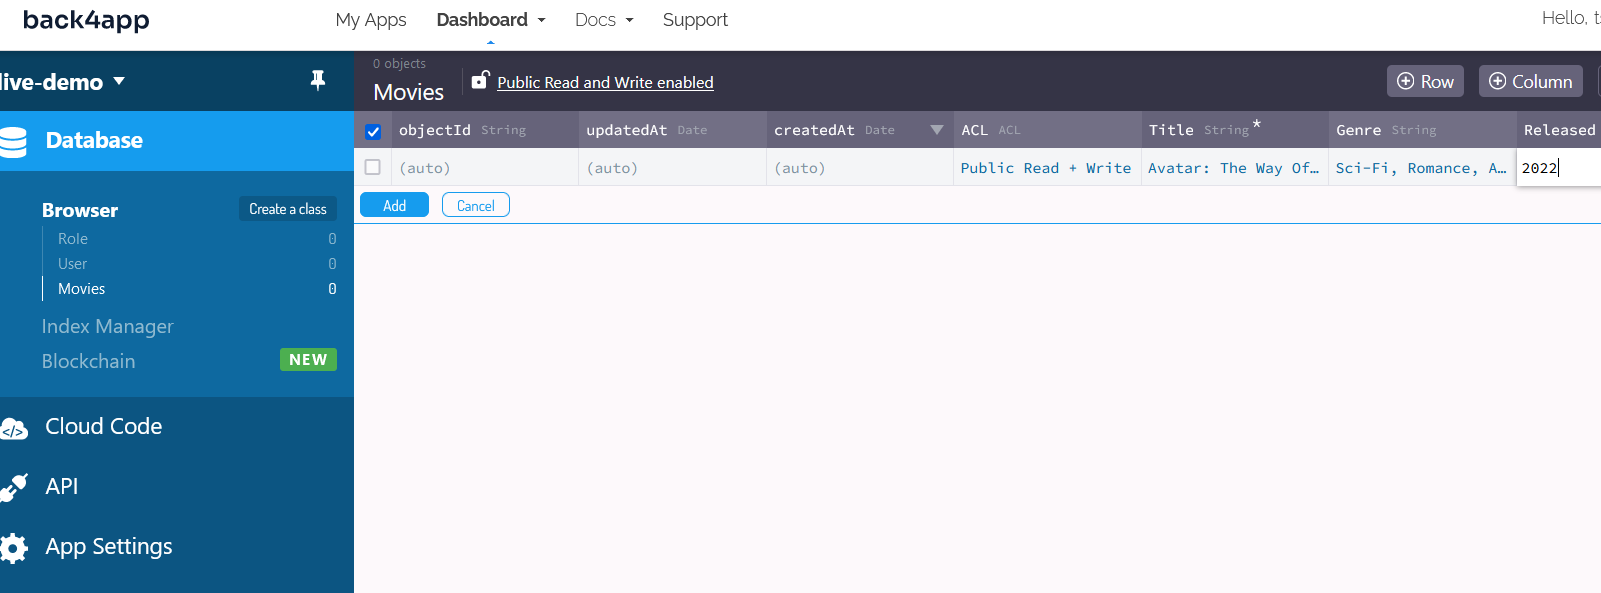 back4app My Apps Dashboard Docs Support Hello,
live-demo
0 objects
Movies Public Read and Write enabled Row Column
Database
objectId String updatedAt Date createdAt Date ACL ACL Title String * Genre String Released
(auto) (auto) (auto) Public Read + Write Avatar: The Way Of… Sci-Fi, Romance, A… 2022
Add Cancel
Browser Create a class
Role 0
User 0
Movies 0
Index Manager
Blockchain NEW
Cloud Code
API
App Settings